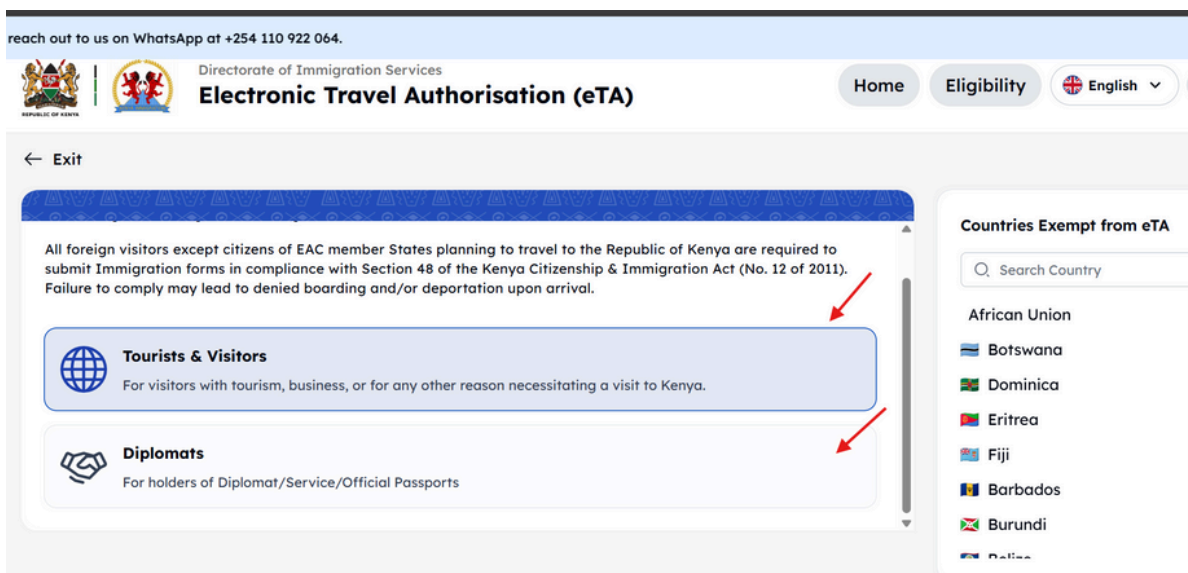 reach out to us on WhatsApp at +254 110 922 064.
REPUBLIC OF KENYA
Directorate of Immigration Services
Electronic Travel Authorisation (eTA)
Home
Eligibility
English
← Exit
All foreign visitors except citizens of EAC member States planning to travel to the Republic of Kenya are required to
submit Immigration forms in compliance with Section 48 of the Kenya Citizenship & Immigration Act (No. 12 of 2011).
Failure to comply may lead to denied boarding and/or deportation upon arrival.
Tourists & Visitors
For visitors with tourism, business, or for any other reason necessitating a visit to Kenya.
Diplomats
For holders of Diplomat/Service/Official Passports
Countries Exempt from eTA
Search Country
African Union
Botswana
Dominica
Eritrea
Fiji
Barbados
Burundi
Belize